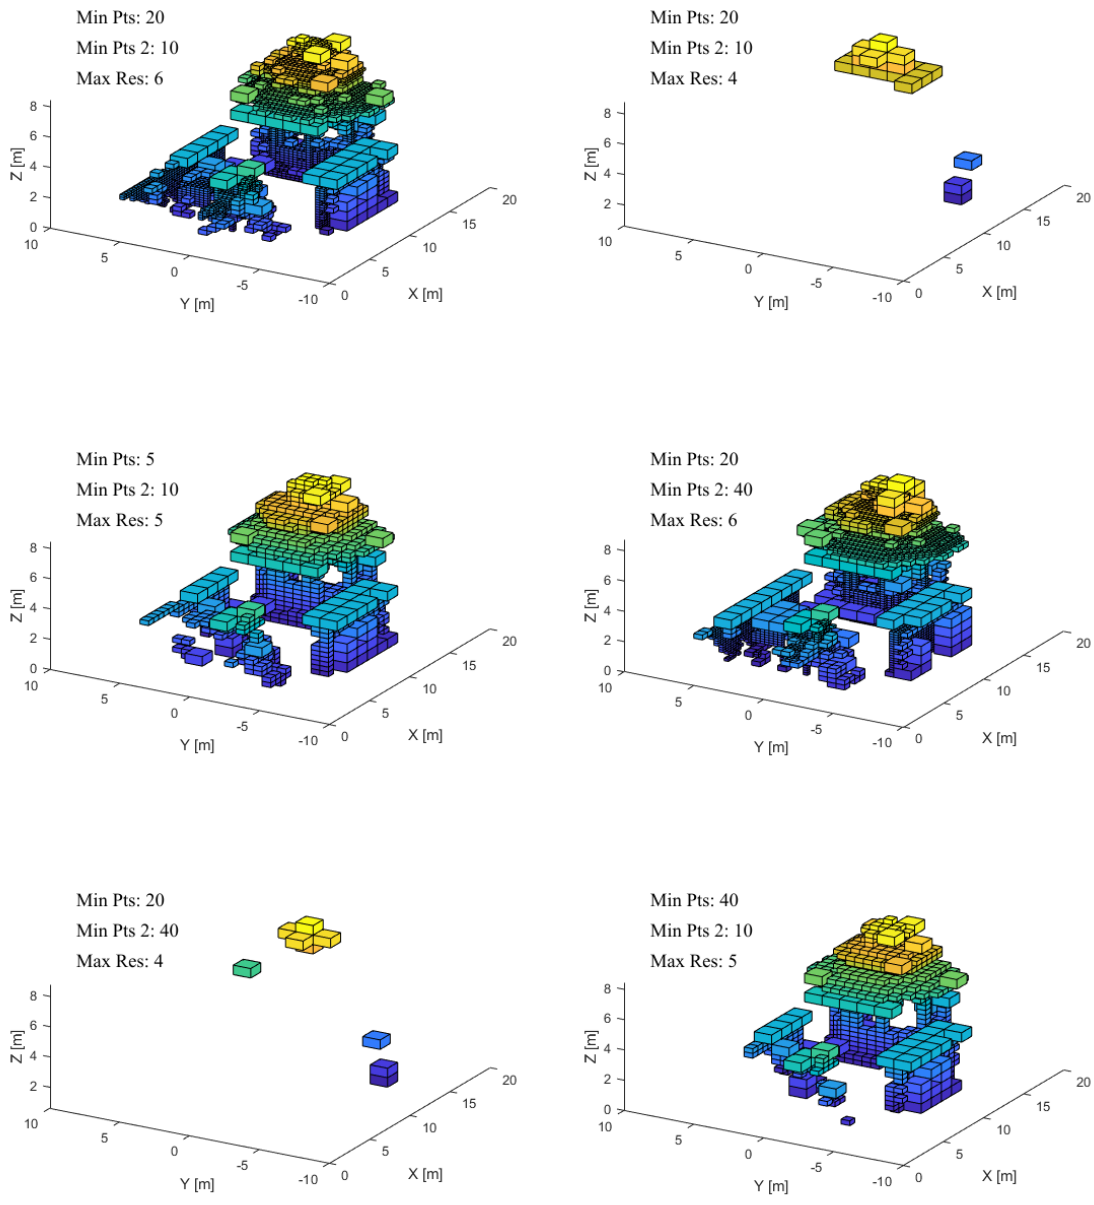 Min Pts: 20
Min Pts 2: 10
Max Res: 6
8
6
4
2
0
Z [m]
10
5
0
-5
-10
Y [m]
0
5
10
15
20
X [m]
Min Pts: 20
Min Pts 2: 10
Max Res: 4
8
6
4
2
Z [m]
10
5
0
-5
-10
Y [m]
0
5
10
15
20
X [m]
Min Pts: 5
Min Pts 2: 10
Max Res: 5
8
6
4
2
0
Z [m]
10
5
0
-5
-10
Y [m]
0
5
10
15
20
X [m]
Min Pts: 20
Min Pts 2: 40
Max Res: 6
8
6
4
2
0
Z [m]
10
5
0
-5
-10
Y [m]
0
5
10
15
20
X [m]
Min Pts: 20
Min Pts 2: 40
Max Res: 4
8
6
4
2
Z [m]
10
5
0
-5
-10
Y [m]
0
5
10
15
20
X [m]
Min Pts: 40
Min Pts 2: 10
Max Res: 5
8
6
4
2
0
Z [m]
10
5
0
-5
-10
Y [m]
0
5
10
15
20
X [m]